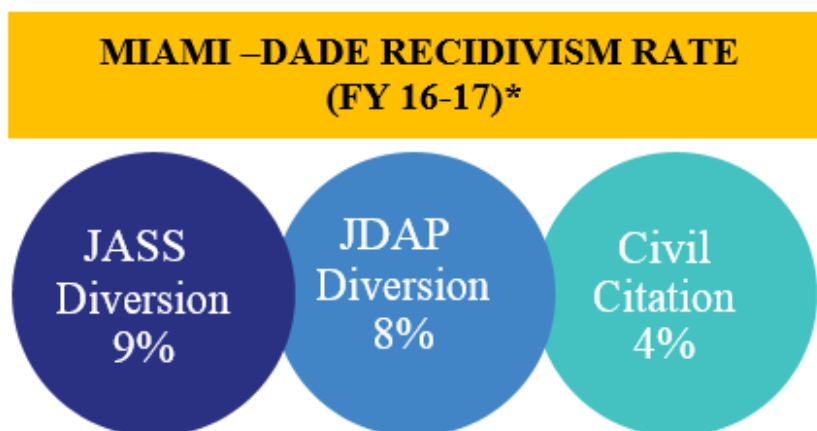 MIAMI –DADE RECIDIVISM RATE
(FY 16-17)*
JASS
Diversion
9%
JDAP
Diversion
8%
Civil
Citation
4%